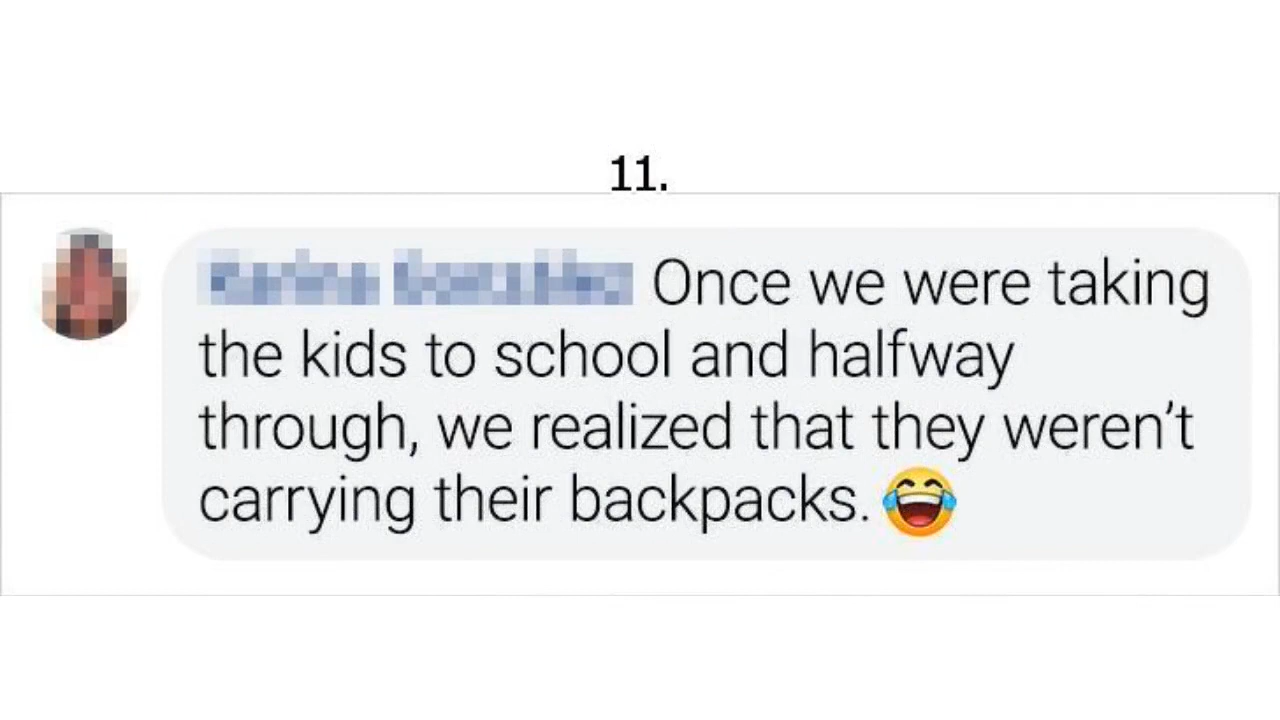 11.
Once we were taking
the kids to school and halfway
through, we realized that they weren’t
carrying their backpacks. 😂